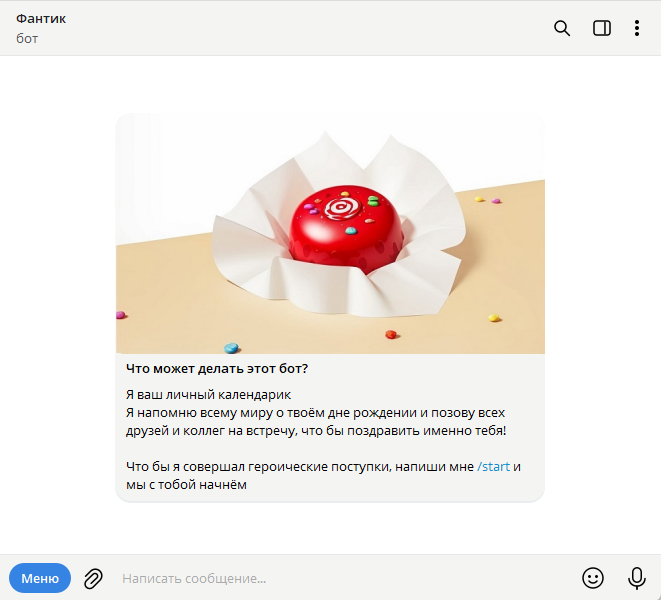 Фантик
бот
Что может делать этот бот?
Я ваш личный календарик
Я напомню всему миру о твоём дне рождении и позову всех
друзей и коллег на встречу, что бы поздравить именно тебя!
Что бы я совершал героические поступки, напиши мне /start и
мы с тобой начнём
Меню
Написать сообщение...